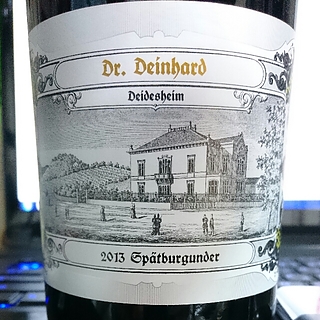 Dr. Deinhard
Deidesheim
2013 Spätburgunder